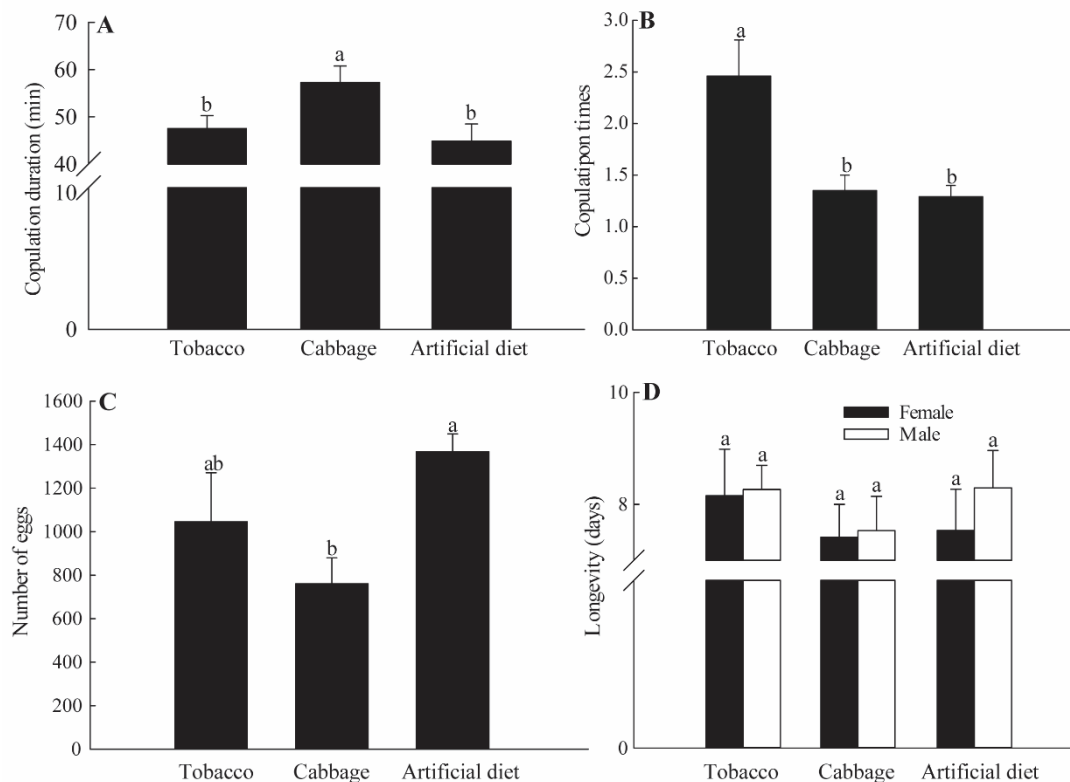 A
Copulation duration (min)
70
60
50
40
10
0
b
a
b
Tobacco
Cabbage
Artificial diet
B
Copulatipon times
3.0
2.5
2.0
1.5
1.0
0.5
0.0
a
b
b
Tobacco
Cabbage
Artificial diet
C
Number of eggs
1600
1400
1200
1000
800
600
400
200
0
ab
b
a
Tobacco
Cabbage
Artificial diet
D
Longevity (days)
10
8
0
Female
Male
a
a
a
a
a
a
Tobacco
Cabbage
Artificial diet